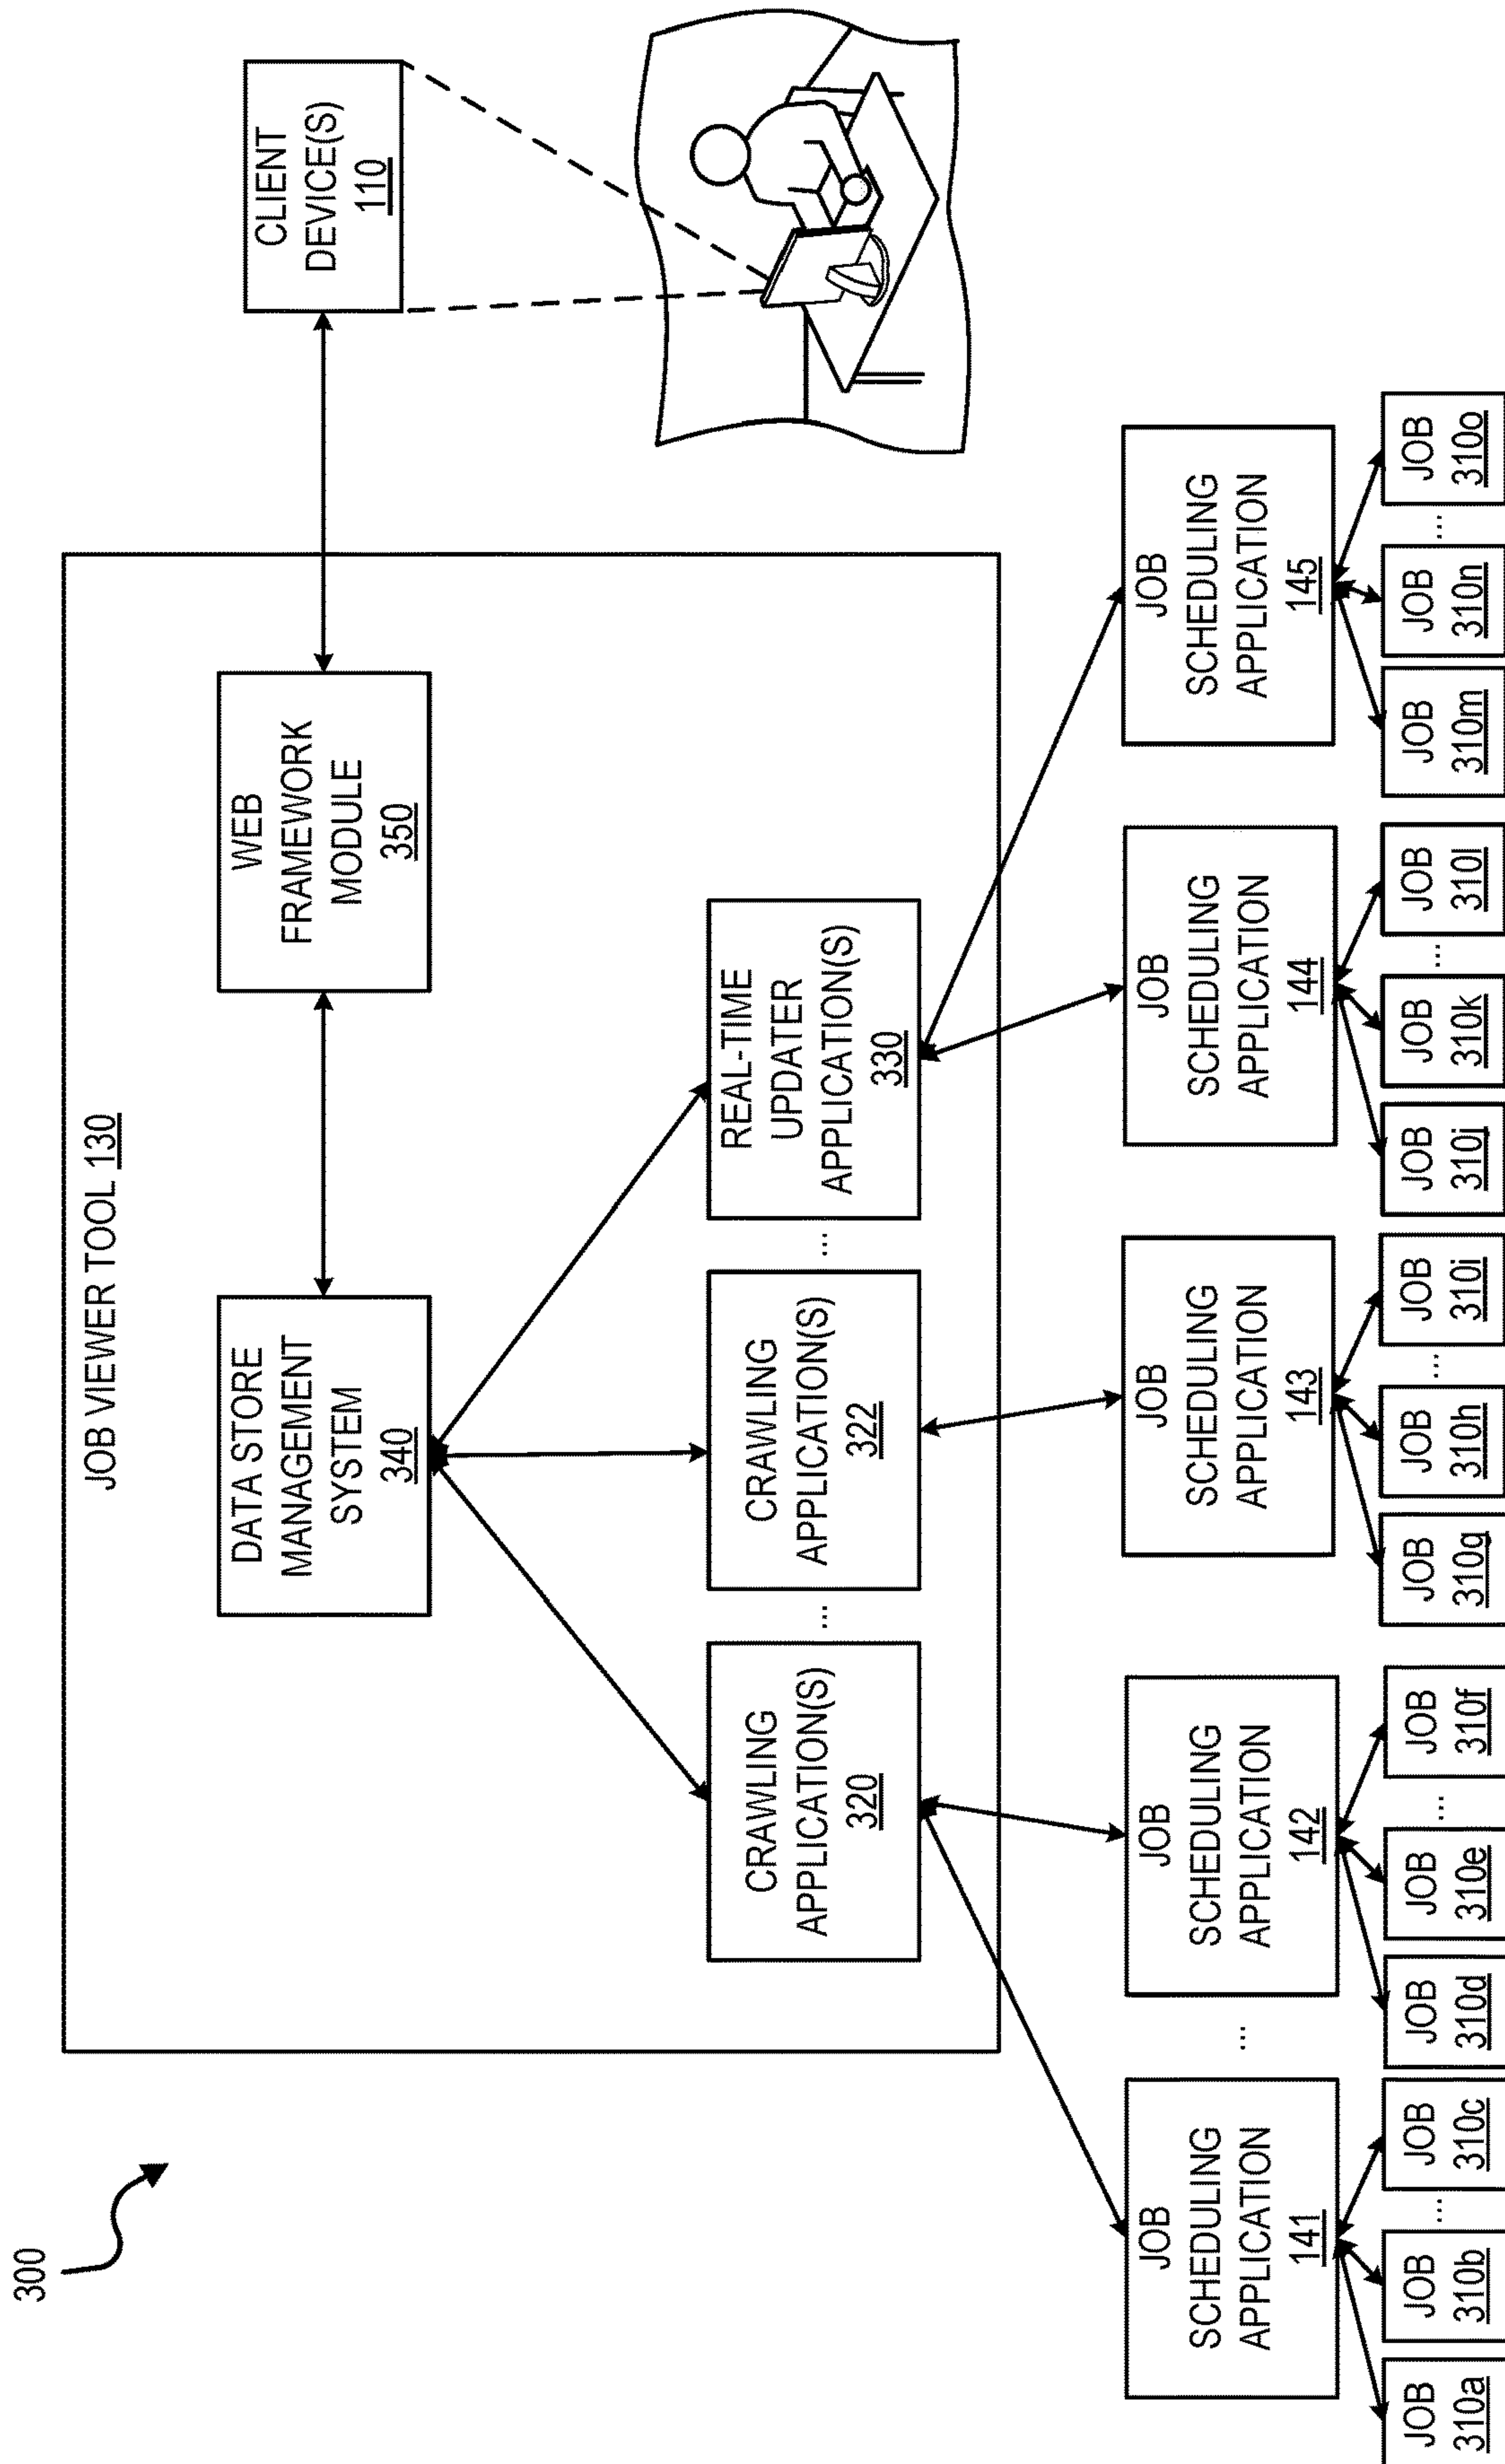 300
JOB VIEWER TOOL 130
DATA STORE
MANAGEMENT
SYSTEM
340
WEB
FRAMEWORK
MODULE
350
CLIENT
DEVICE(S)
110
CRAWLING
APPLICATION(S)
320
...
CRAWLING
APPLICATION(S)
322
...
REAL-TIME
UPDATER
APPLICATION(S)
330
JOB
SCHEDULING
APPLICATION
141
...
JOB
SCHEDULING
APPLICATION
142
JOB
SCHEDULING
APPLICATION
143
JOB
SCHEDULING
APPLICATION
144
JOB
SCHEDULING
APPLICATION
145
JOB
310a
JOB
310b
...
JOB
310c
JOB
310d
JOB
310e
...
JOB
310f
JOB
310g
JOB
310h
...
JOB
310i
JOB
310j
JOB
310k
...
JOB
310l
JOB
310m
JOB
310n
...
JOB
310o